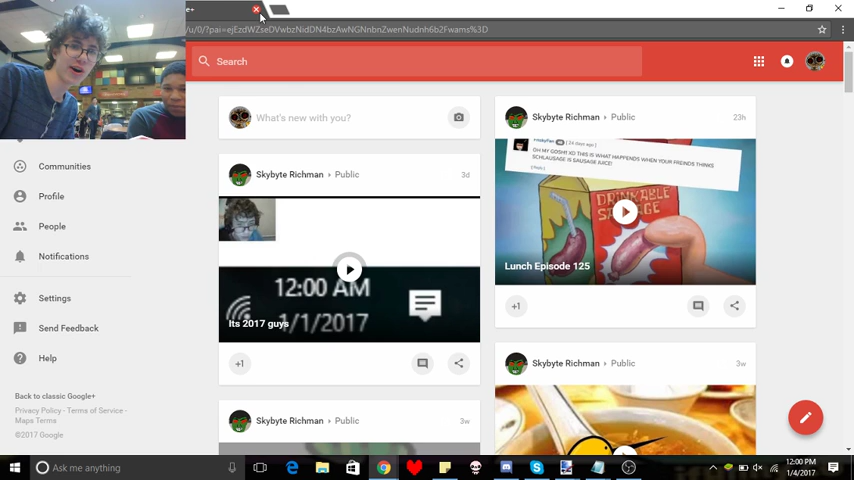 e+
/u/0/?pai=ejEzdWZseDVwbzNidDN4bzAwNGNnbnZwenNudnh6b2Fwams%3D
Search
What's new with you?
Communities
Profile
People
Notifications
Settings
Send Feedback
Help
Back to classic Google+
Privacy Policy - Terms of Service -
Maps Terms
©2017 Google
Skybyte Richman ▸ Public
3d
12:00 AM
1/1/2017
Its 2017 guys
+1
Skybyte Richman ▸ Public
3w
Skybyte Richman ▸ Public
23h
OH MY GOSH!! XD THIS IS WHAT HAPPENDS WHEN YOUR FREINDS THINKS
SCHLAUSAGE IS SAUSAGE JUICE!
DRINKABLE
Lunch Episode 125
+1
Skybyte Richman ▸ Public
3w
Ask me anything
12:00 PM
1/4/2017